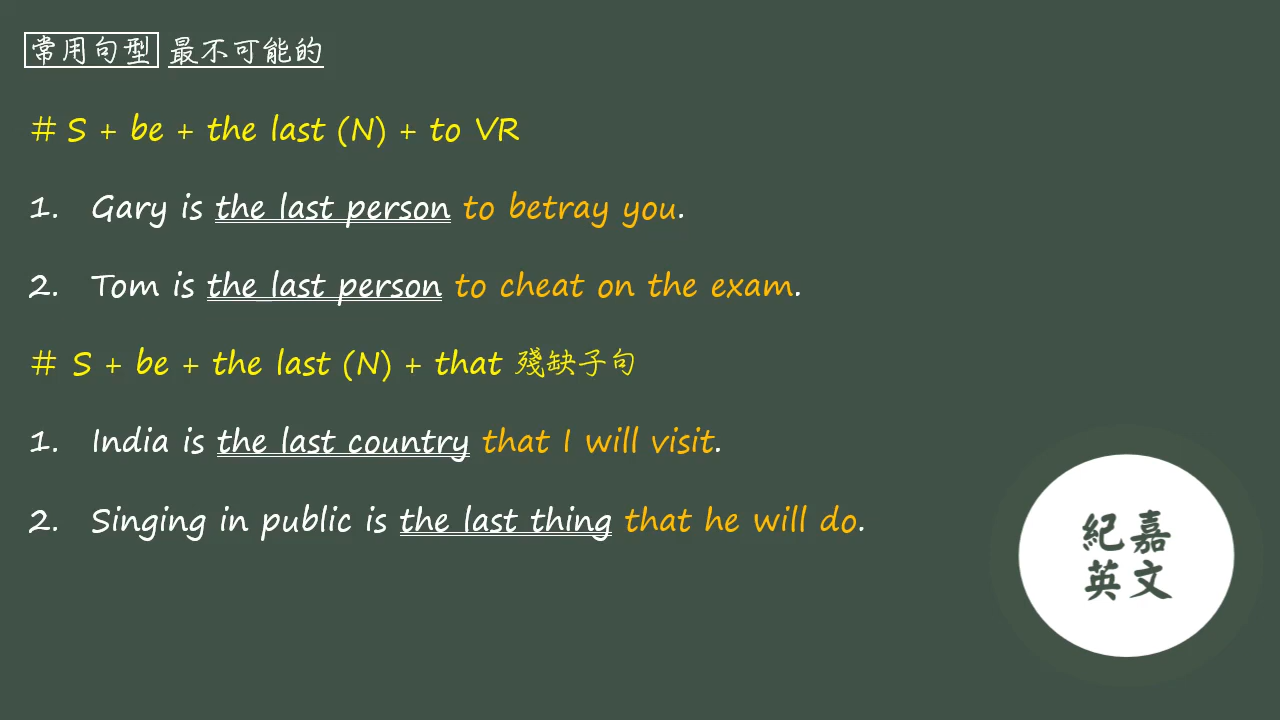 常用句型 最不可能的
# S + be + the last (N) + to VR
1. Gary is the last person to betray you.
2. Tom is the last person to cheat on the exam.
# S + be + the last (N) + that 殘缺子句
1. India is the last country that I will visit.
2. Singing in public is the last thing that he will do.
紀嘉
英文